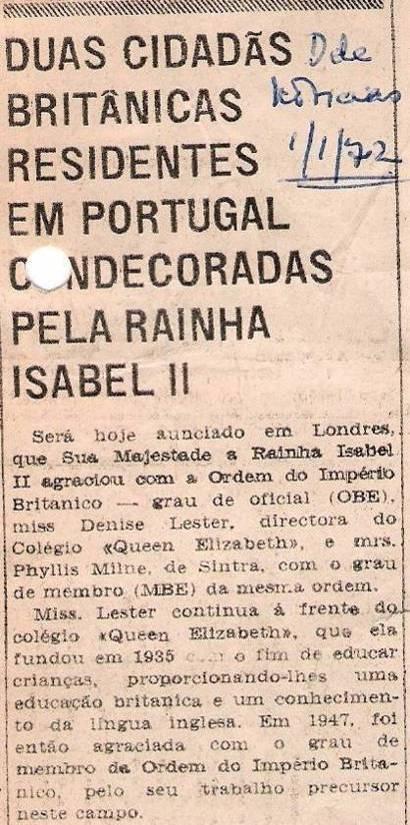 DUAS CIDADÃS
BRITÂNICAS
RESIDENTES
EM PORTUGAL
CONDECORADAS
PELA RAINHA
ISABEL II
D de
Notícias
1/1/72
Será hoje aunciado em Londres,
que Sua Majestade a Rainha Isabel
II agraciou com a Ordem do Império
Britanico — grau de oficial (OBE),
miss Denise Lester, directora do
Colégio «Queen Elizabeth», e mrs.
Phyllis Milne, de Sintra, com o grau
de membro (MBE) da mesma ordem.
Miss. Lester continua á frente do
colégio «Queen Elizabeth», que ela
fundou em 1935 com o fim de educar
crianças, proporcionando-lhes uma
educação britanica e um conhecimen-
to da língua inglesa. Em 1947, foi
então agraciada com o grau de
membro da Ordem do Império Brita-
nico, pelo seu trabalho precursor
neste campo.